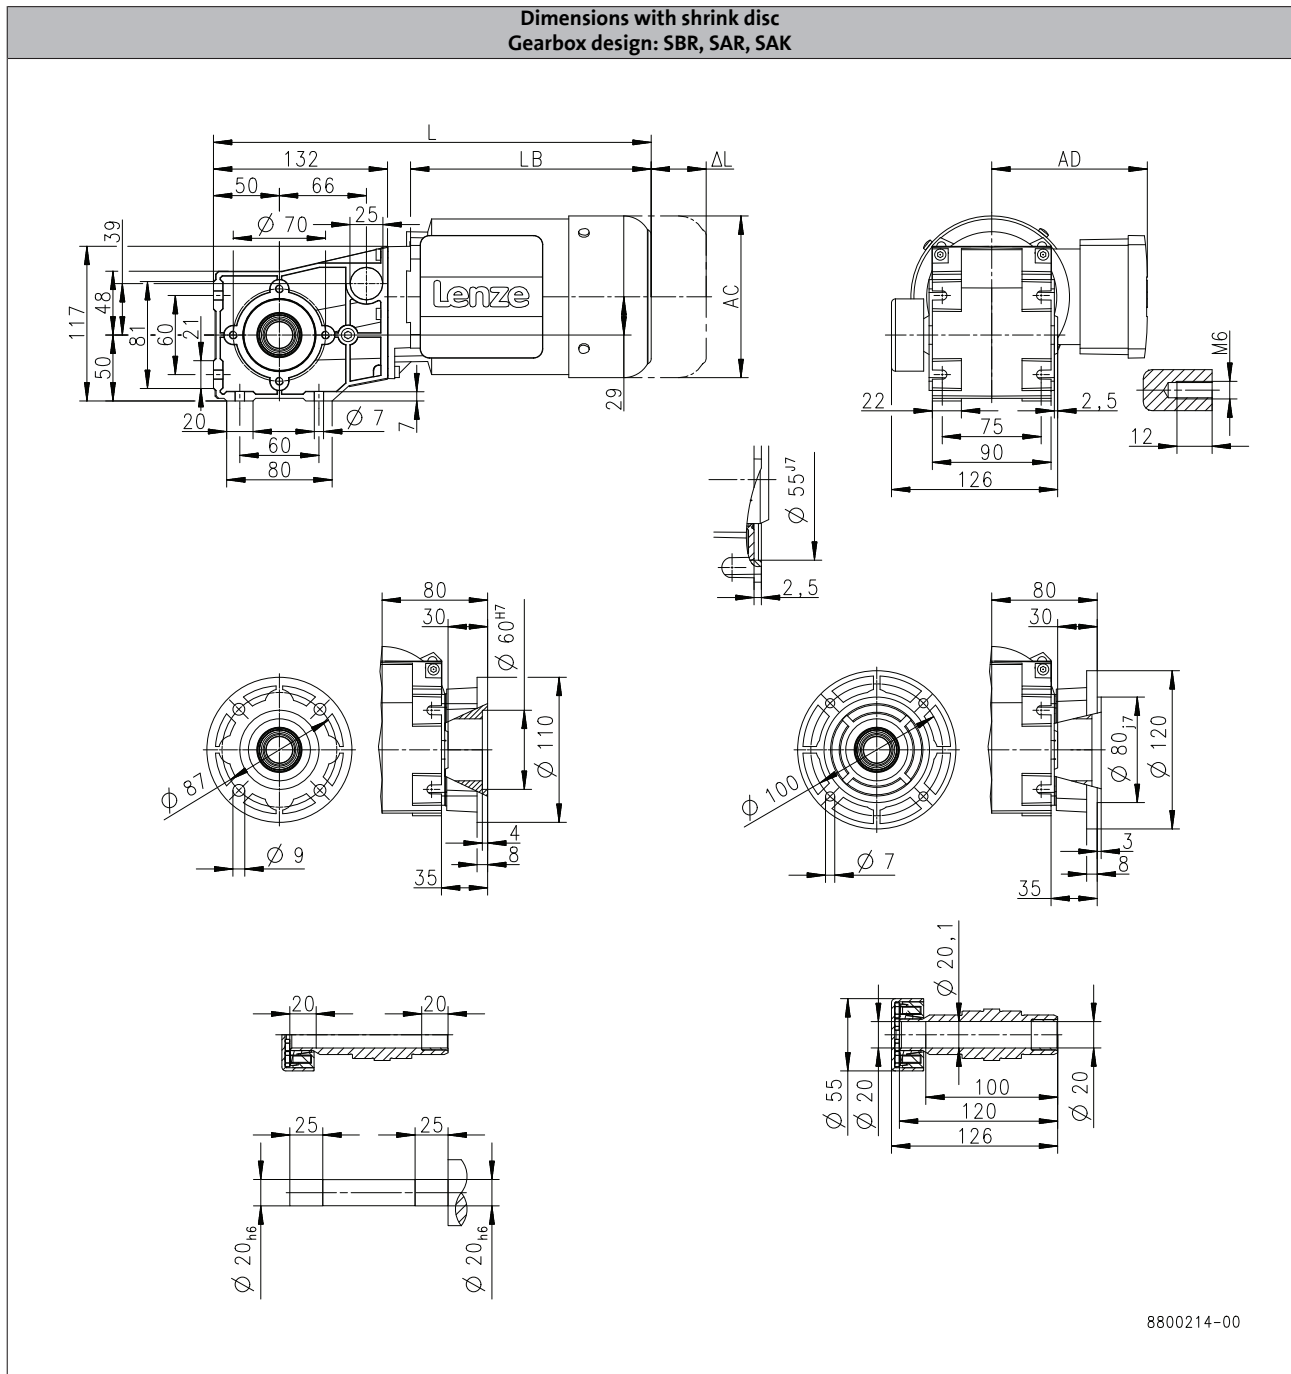 Dimensions with shrink disc
Gearbox design: SBR, SAR, SAK
L
132
LB
ΔL
AD
50
66
25
Ø 70
39
117
48
50
81
60
21
Lenze
AC
29
20
Ø 7
7
60
80
22
2,5
75
90
126
M6
12
Ø 55J7
2,5
80
30
Ø 60H7
Ø 110
Ø 87
Ø 9
4
8
35
80
30
Ø 80j7
Ø 120
Ø 100
Ø 7
3
8
35
20
20
25
25
Ø 20h6
Ø 20h6
Ø 20,1
Ø 55
Ø 20
Ø 20
100
120
126
8800214-00